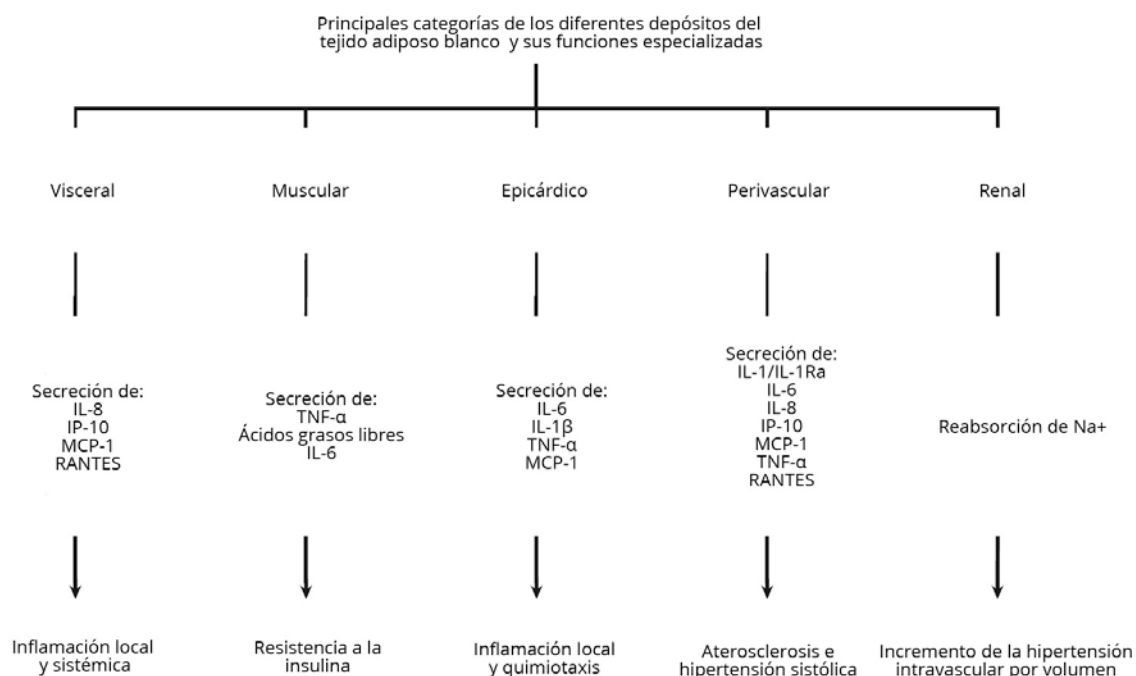 Principales categorías de los diferentes depósitos del
tejido adiposo blanco y sus funciones especializadas
Visceral
Muscular
Epicárdico
Perivascular
Renal
Secreción de:
IL-8
IP-10
MCP-1
RANTES
Secreción de:
TNF-α
Ácidos grasos libres
IL-6
Secreción de:
IL-6
IL-1β
TNF-α
MCP-1
Secreción de:
IL-1/IL-1Ra
IL-6
IL-8
IP-10
MCP-1
TNF-α
RANTES
Reabsorción de Na+
Inflamación local
y sistémica
Resistencia a la
insulina
Inflamación local
y quimiotaxis
Aterosclerosis e
hipertensión sistólica
Incremento de la hipertensión
intravascular por volumen